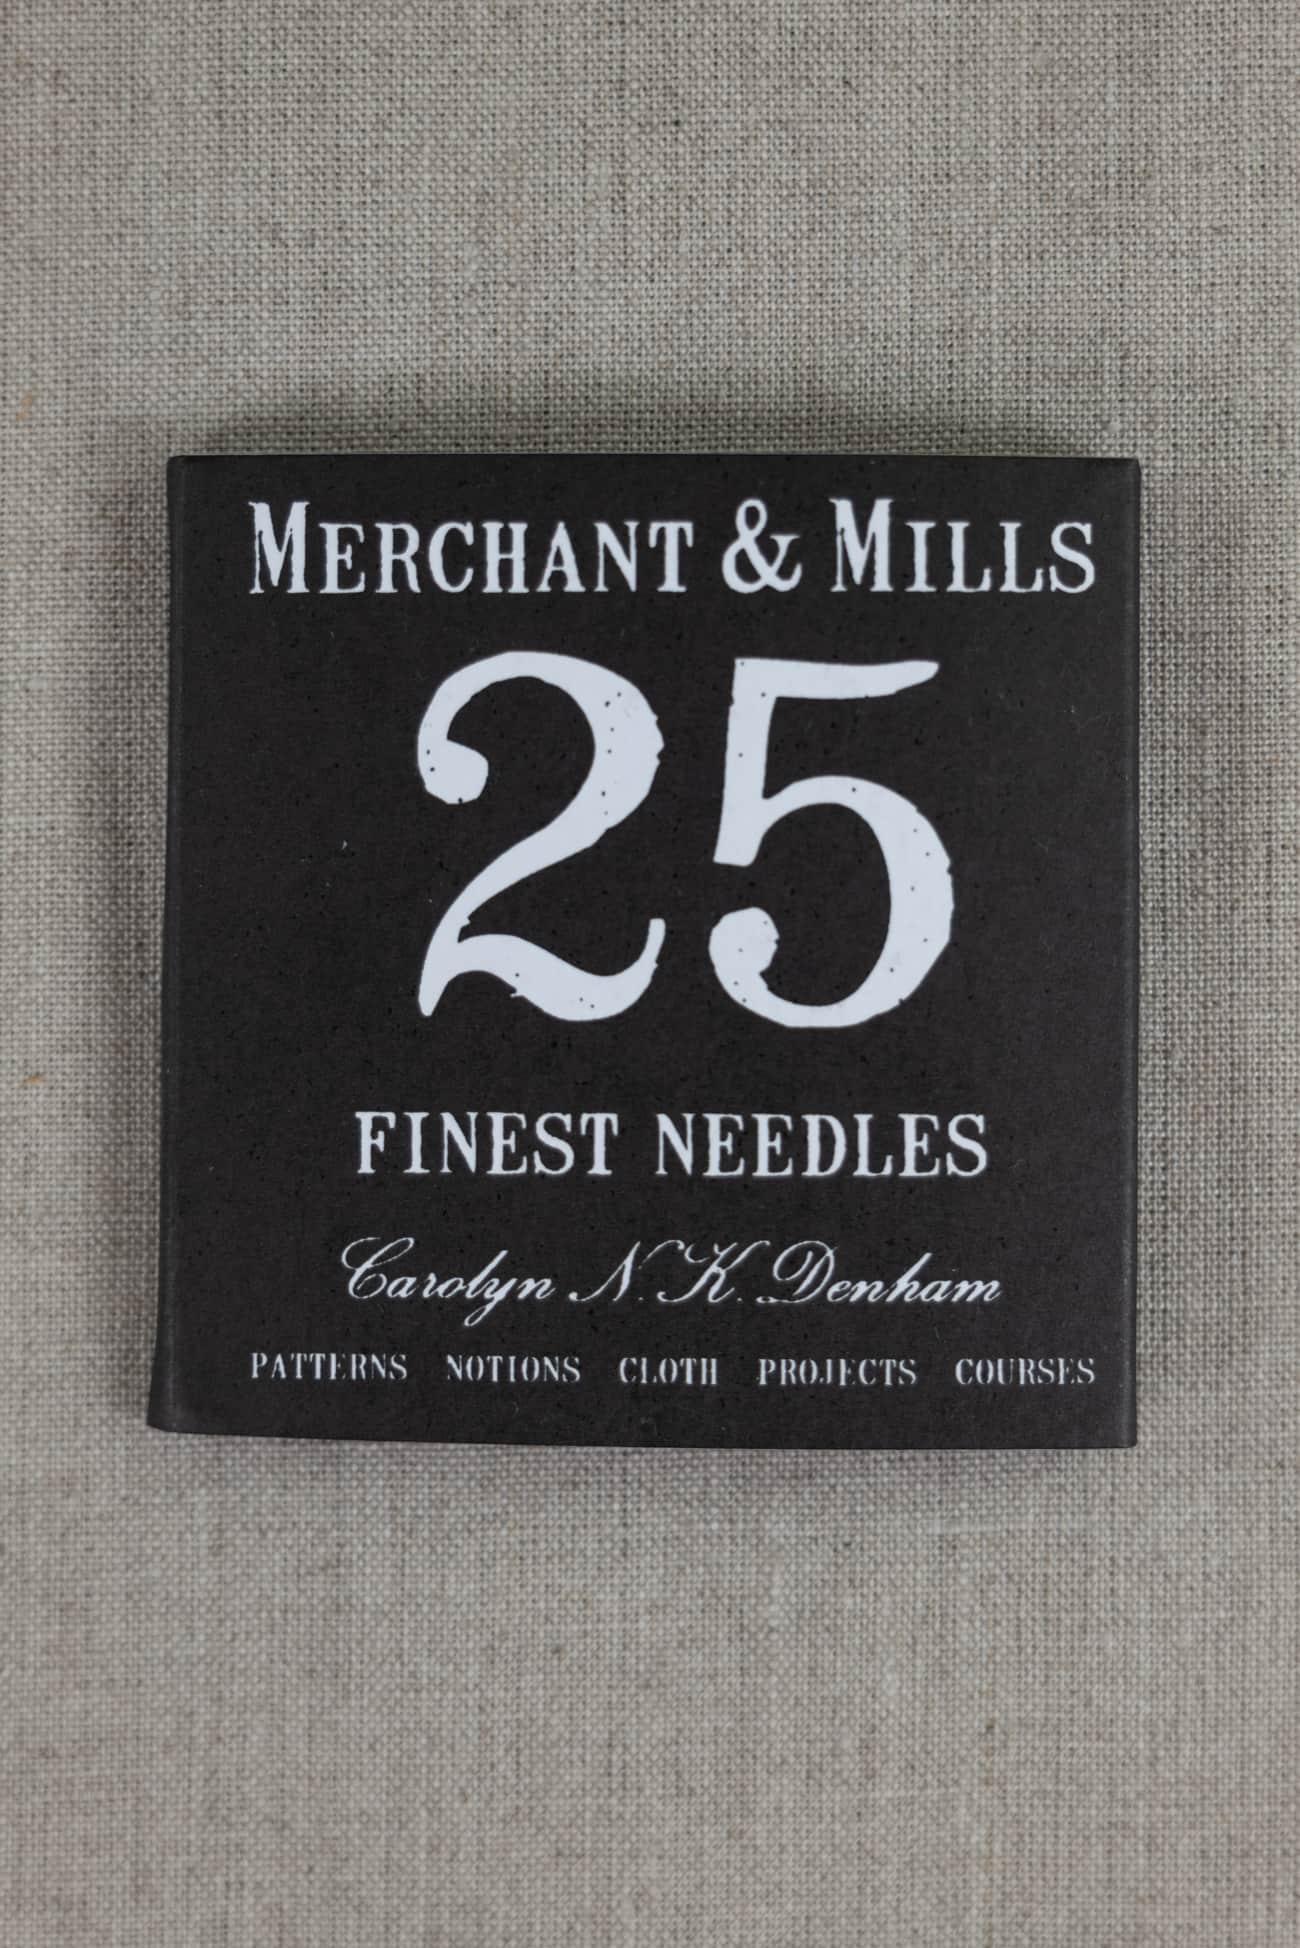 MERCHANT & MILLS
25
FINEST NEEDLES
Carolyn N.K. Denham
PATTERNS NOTIONS CLOTH PROJECTS COURSES